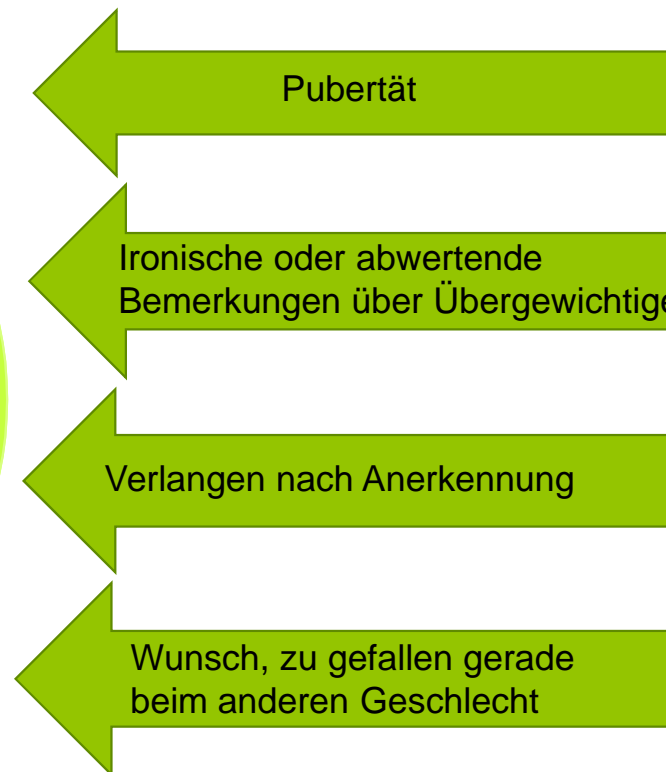 Pubertät
Ironische oder abwertende
Bemerkungen über Übergewichtige
Verlangen nach Anerkennung
Wunsch, zu gefallen gerade
beim anderen Geschlecht